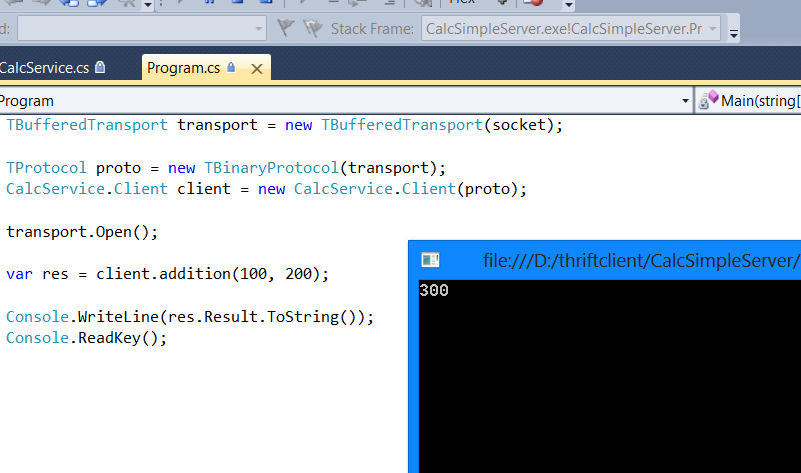 d: Stack Frame: CalcSimpleServer.exe!CalcSimpleServer.Pr
CalcService.cs Program.cs
Program Main(string[
TBufferedTransport transport = new TBufferedTransport(socket);
TProtocol proto = new TBinaryProtocol(transport);
CalcService.Client client = new CalcService.Client(proto);
transport.Open();
var res = client.addition(100, 200);
Console.WriteLine(res.Result.ToString());
Console.ReadKey();
file:///D:/thriftclient/CalcSimpleServer/
300